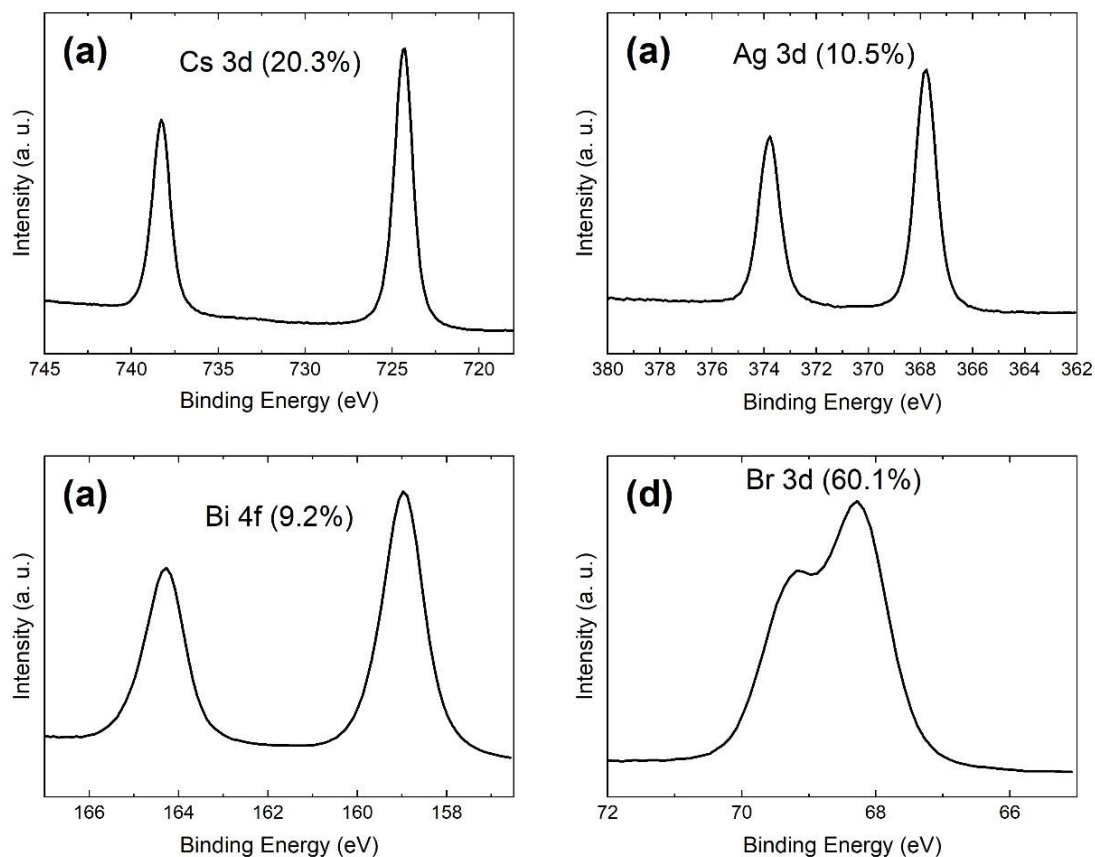 (a)
Cs 3d (20.3%)
Intensity (a. u.)
745 740 735 730 725 720
Binding Energy (eV)
(a)
Ag 3d (10.5%)
Intensity (a. u.)
380 378 376 374 372 370 368 366 364 362
Binding Energy (eV)
(a)
Bi 4f (9.2%)
Intensity (a. u.)
166 164 162 160 158
Binding Energy (eV)
(d)
Br 3d (60.1%)
Intensity (a. u.)
72 70 68 66
Binding Energy (eV)